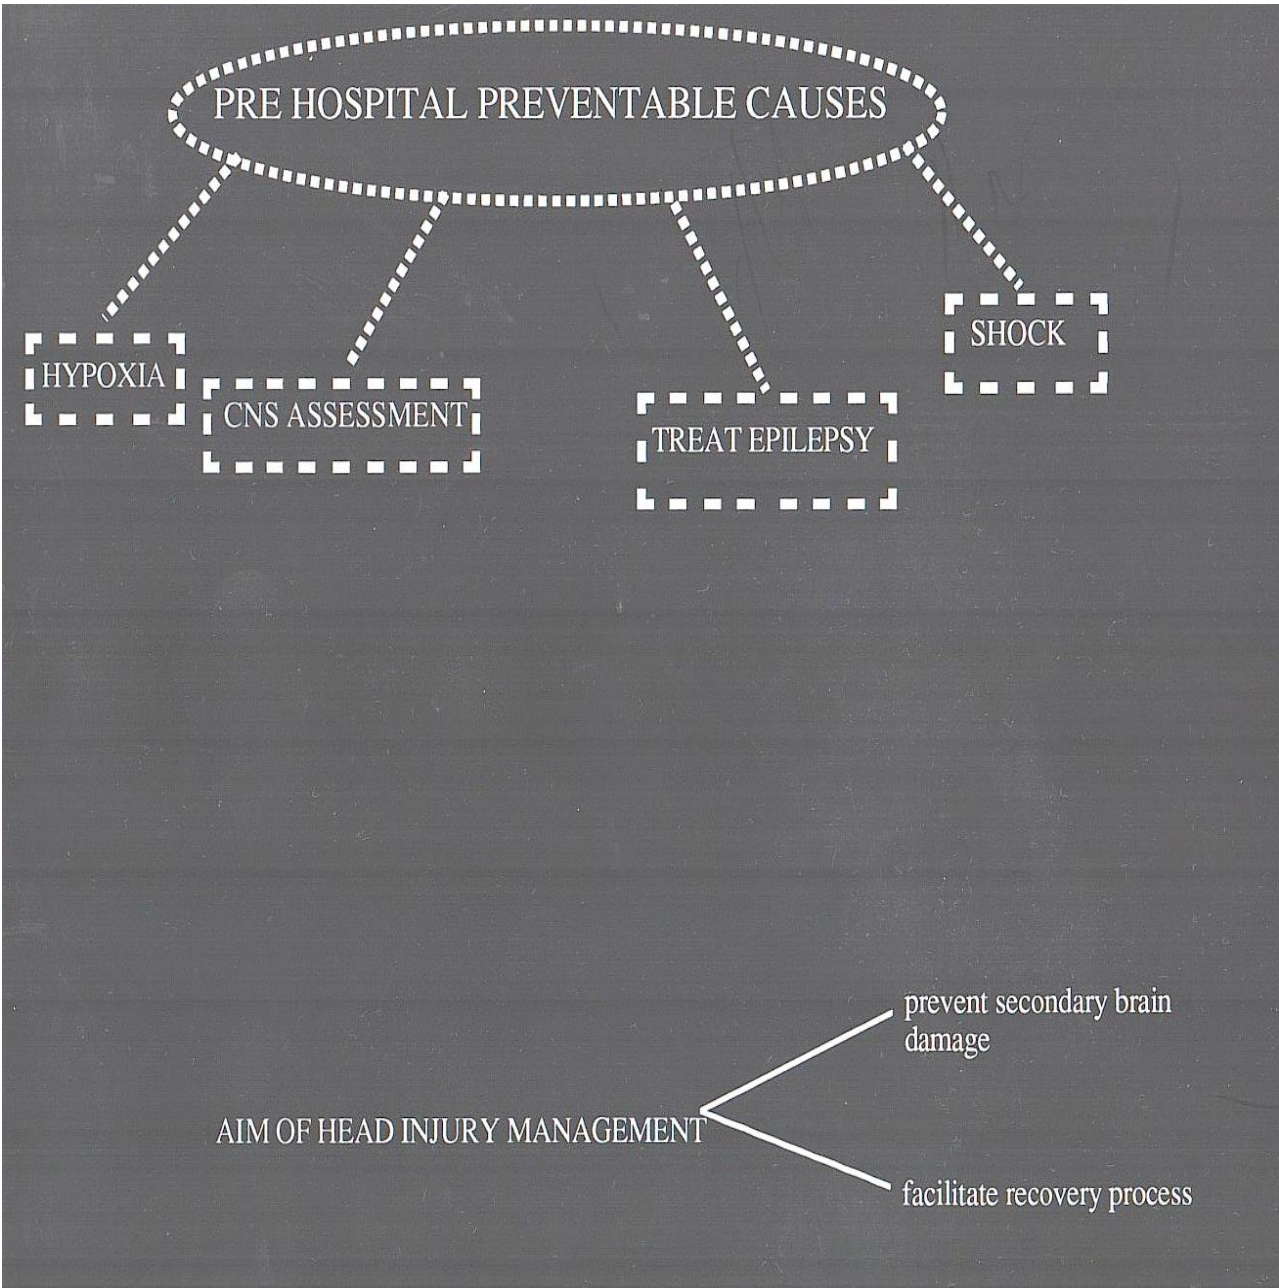 PRE HOSPITAL PREVENTABLE CAUSES
SHOCK
HYPOXIA
CNS ASSESSMENT
TREAT EPILEPSY
prevent secondary brain
damage
AIM OF HEAD INJURY MANAGEMENT
facilitate recovery process